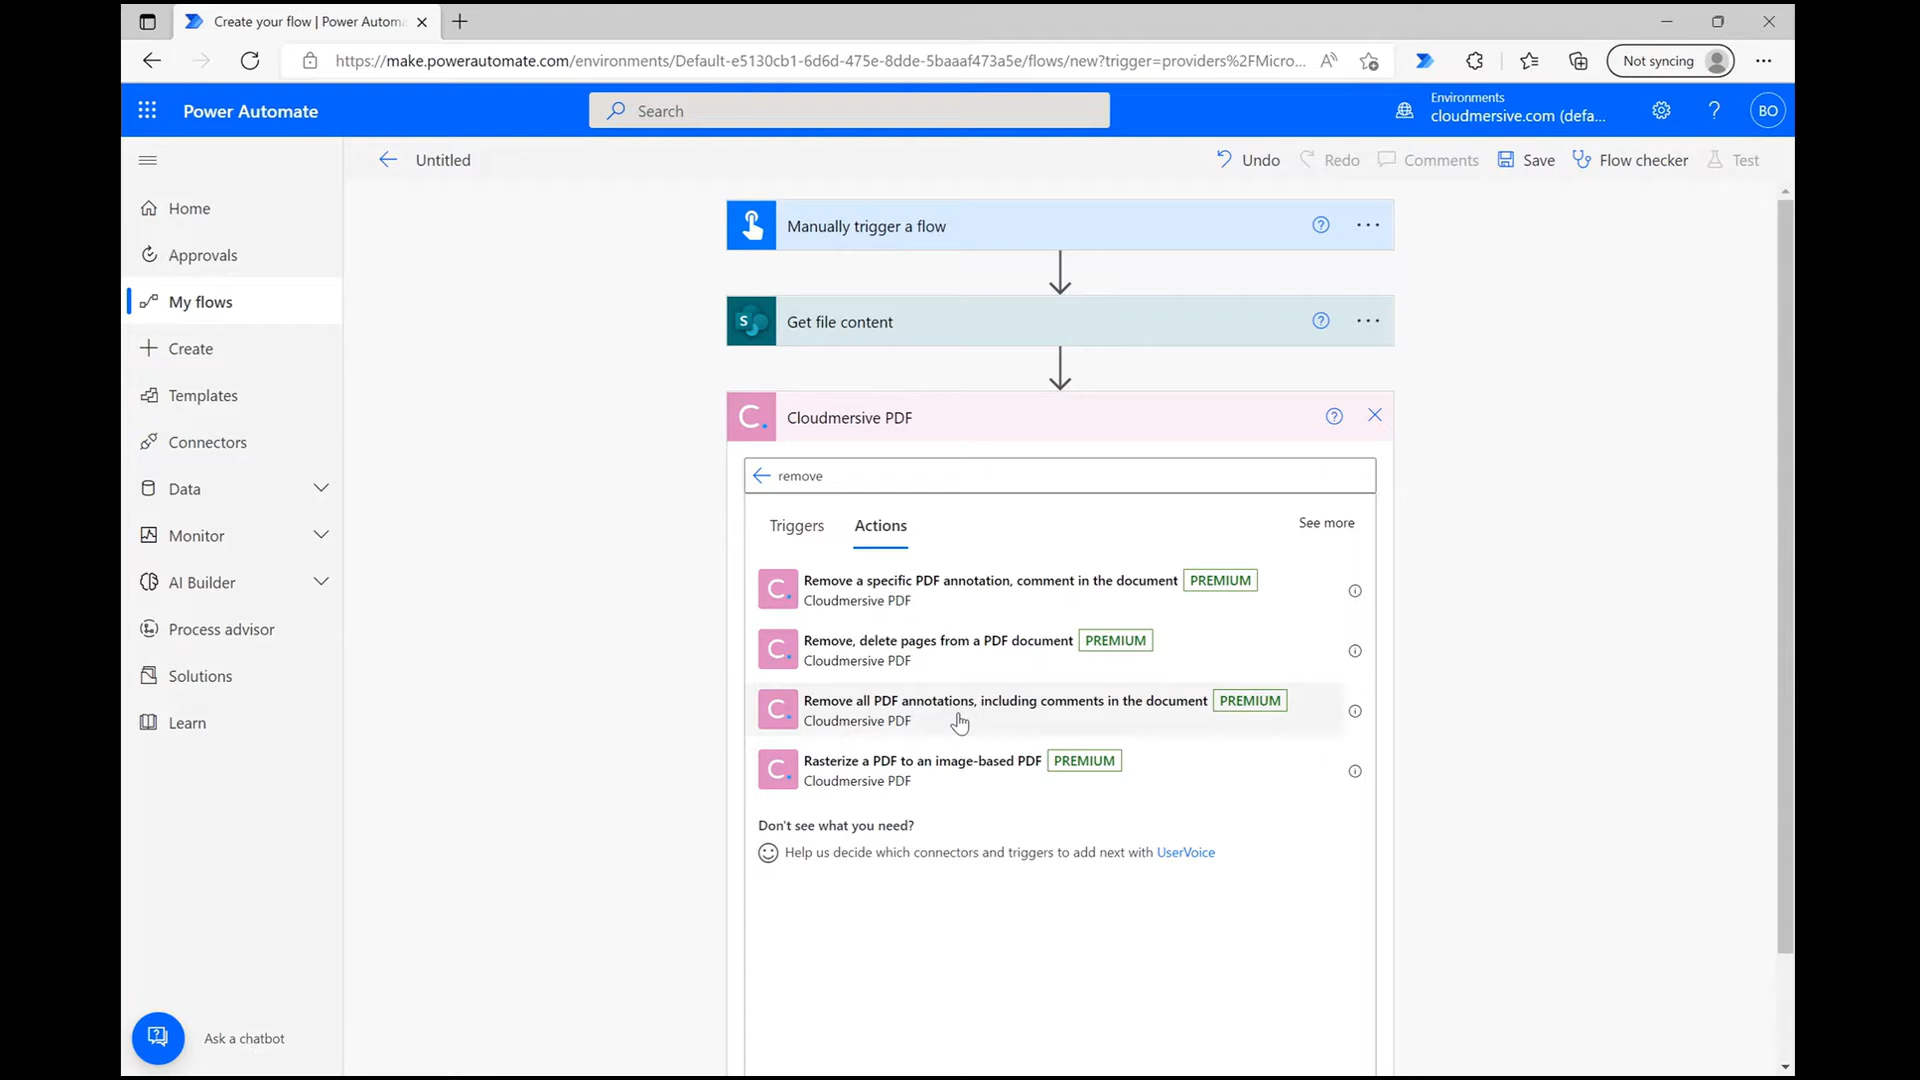 Create your flow | Power Autom
https://make.powerautomate.com/environments/Default-e5130cb1-6d6d-475e-8dde-5baaaf473a5e/flows/new?trigger=providers%2FMicro...
Not syncing
Power Automate
Search
Environments
cloudmersive.com (defa...
BO
Untitled
Undo
Redo
Comments
Save
Flow checker
Test
Home
Approvals
My flows
Create
Templates
Connectors
Data
Monitor
AI Builder
Process advisor
Solutions
Learn
Ask a chatbot
Manually trigger a flow
Get file content
Cloudmersive PDF
remove
Triggers
Actions
See more
Remove a specific PDF annotation, comment in the document PREMIUM
Cloudmersive PDF
Remove, delete pages from a PDF document PREMIUM
Cloudmersive PDF
Remove all PDF annotations, including comments in the document PREMIUM
Cloudmersive PDF
Rasterize a PDF to an image-based PDF PREMIUM
Cloudmersive PDF
Don't see what you need?
Help us decide which connectors and triggers to add next with UserVoice